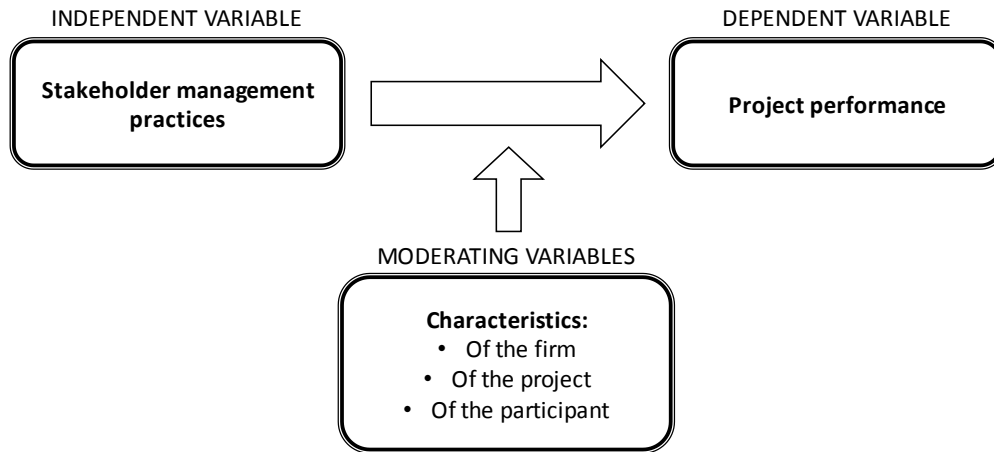 INDEPENDENT VARIABLE
DEPENDENT VARIABLE
Stakeholder management
practices
Project performance
MODERATING VARIABLES
Characteristics:
• Of the firm
• Of the project
• Of the participant